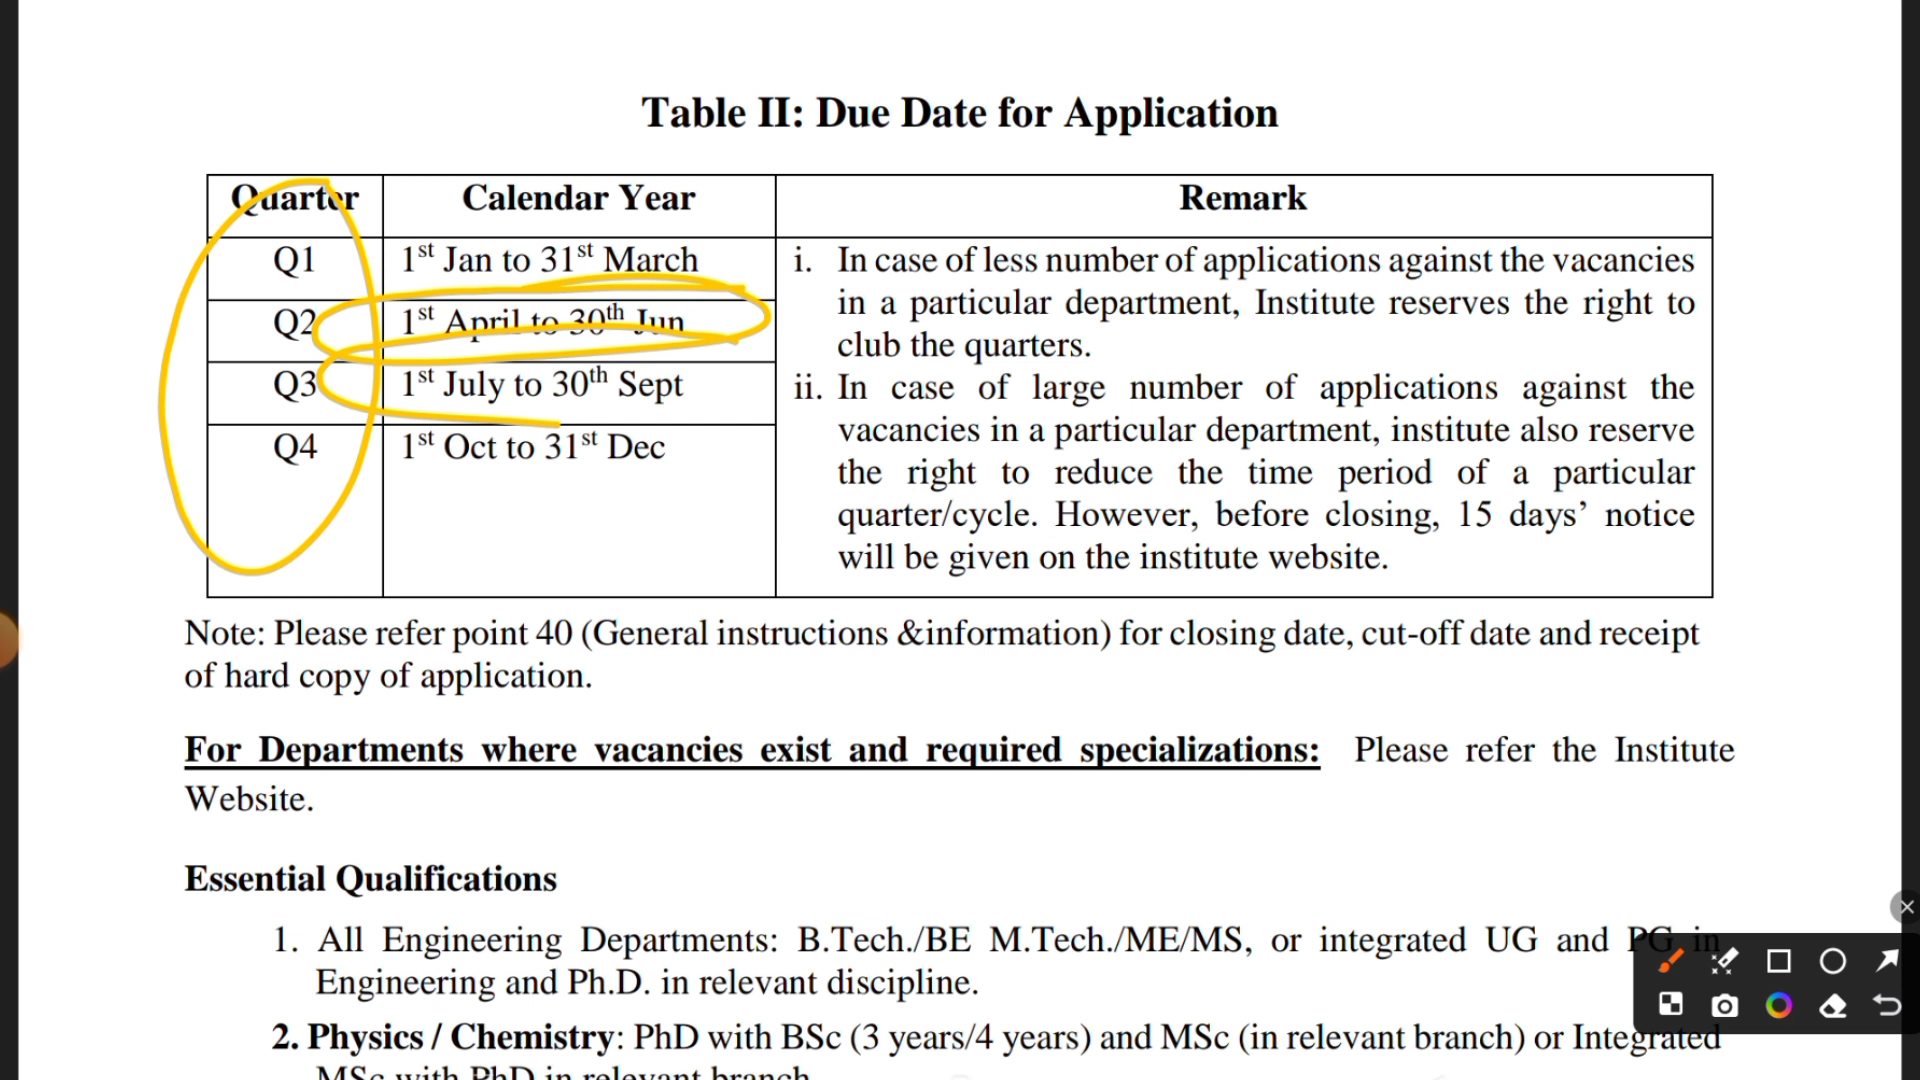 Table II: Due Date for Application
Quarter Calendar Year Remark
Q1 1st Jan to 31st March
Q2 1st April to 30th Jun
Q3 1st July to 30th Sept
Q4 1st Oct to 31st Dec
i. In case of less number of applications against the vacancies
in a particular department, Institute reserves the right to
club the quarters.
ii. In case of large number of applications against the
vacancies in a particular department, institute also reserve
the right to reduce the time period of a particular
quarter/cycle. However, before closing, 15 days’ notice
will be given on the institute website.
Note: Please refer point 40 (General instructions &information) for closing date, cut-off date and receipt
of hard copy of application.
For Departments where vacancies exist and required specializations: Please refer the Institute
Website.
Essential Qualifications
1. All Engineering Departments: B.Tech./BE M.Tech./ME/MS, or integrated UG and PG in
Engineering and Ph.D. in relevant discipline.
2. Physics / Chemistry: PhD with BSc (3 years/4 years) and MSc (in relevant branch) or Integrated
MSc with PhD in relevant branch